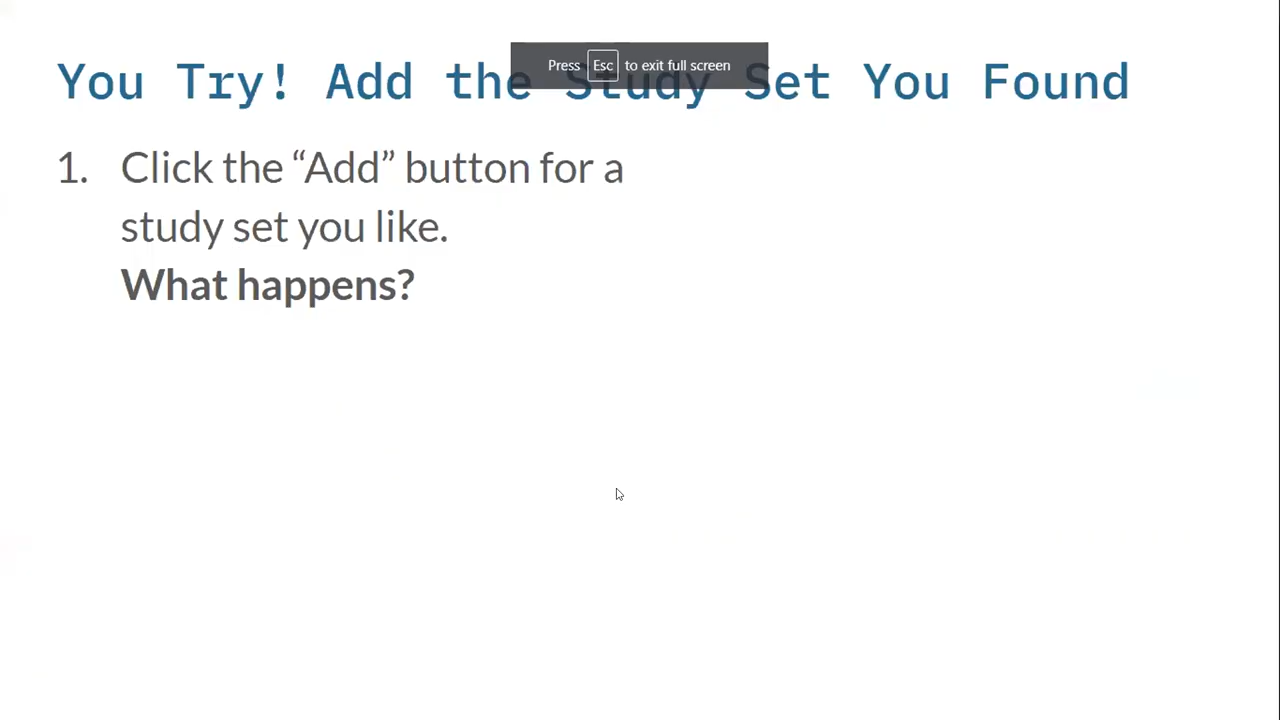 Press Esc to exit full screen
You Try! Add the Study Set You Found
1. Click the “Add” button for a
study set you like.
What happens?